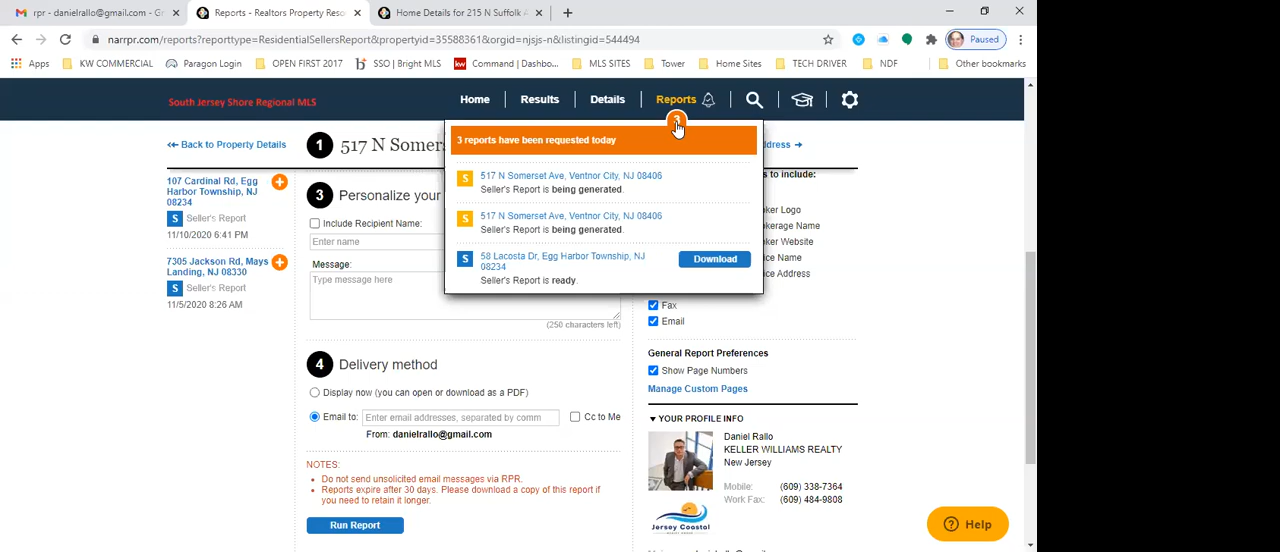 rpr - danielrallo@gmail.com - Gr
Reports - Realtors Property Reso
Home Details for 215 N Suffolk A
narrpr.com/reports?reporttype=ResidentialSellersReport&propertyid=35588361&orgid=njsjs-n&listingid=544494
Paused
Apps
KW COMMERCIAL
Paragon Login
OPEN FIRST 2017
SSO | Bright MLS
Command | Dashbo...
MLS SITES
Tower
Home Sites
TECH DRIVER
NDF
Other bookmarks
South Jersey Shore Regional MLS
Home
Results
Details
Reports
3
Back to Property Details
1
517 N Somers
ddress
3 reports have been requested today
517 N Somerset Ave, Ventnor City, NJ 08406
S
Seller's Report is being generated.
517 N Somerset Ave, Ventnor City, NJ 08406
S
Seller's Report is being generated.
58 Lacosta Dr, Egg Harbor Township, NJ
08234
S
Seller's Report is ready.
Download
107 Cardinal Rd, Egg
Harbor Township, NJ
08234
S Seller's Report
11/10/2020 6:41 PM
7305 Jackson Rd, Mays
Landing, NJ 08330
S Seller's Report
11/5/2020 8:26 AM
3 Personalize your
Include Recipient Name:
Enter name
Message:
Type message here
(250 characters left)
4 Delivery method
Display now (you can open or download as a PDF)
Email to:
Enter email addresses, separated by comm
Cc to Me
From: danielrallo@gmail.com
NOTES:
Do not send unsolicited email messages via RPR.
Reports expire after 30 days. Please download a copy of this report if
you need to retain it longer.
Run Report
s to include:
ker Logo
kerage Name
ker Website
ce Name
ce Address
Fax
Email
General Report Preferences
Show Page Numbers
Manage Custom Pages
YOUR PROFILE INFO
Daniel Rallo
KELLER WILLIAMS REALTY
New Jersey
Mobile: (609) 338-7364
Work Fax: (609) 484-9808
Jersey Coastal
Help